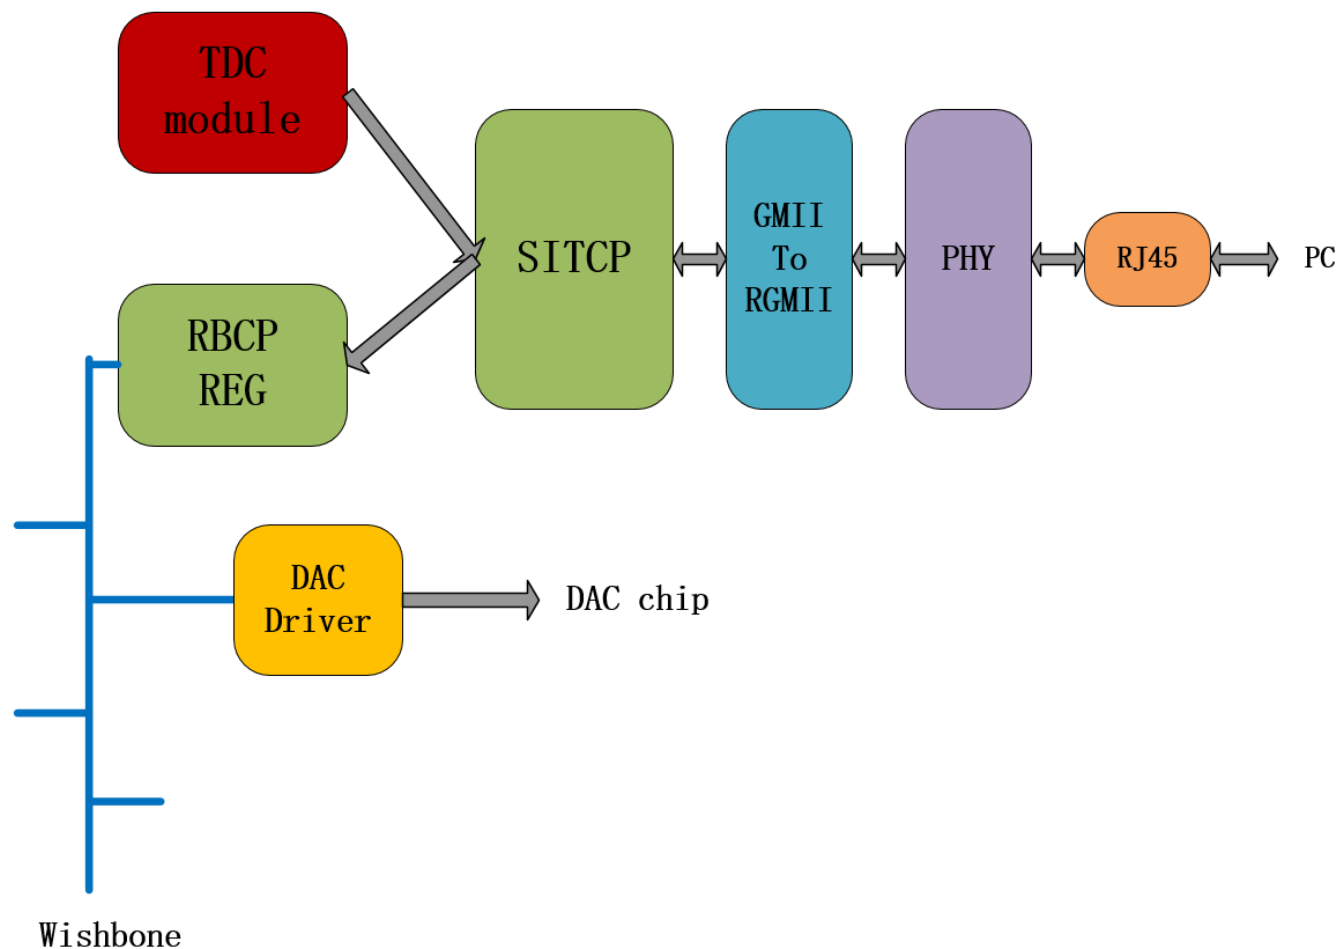 TDC
module
SITCP
GMII
To
RGMII
PHY
RJ45
PC
RBCP
REG
DAC
Driver
DAC chip
Wishbone